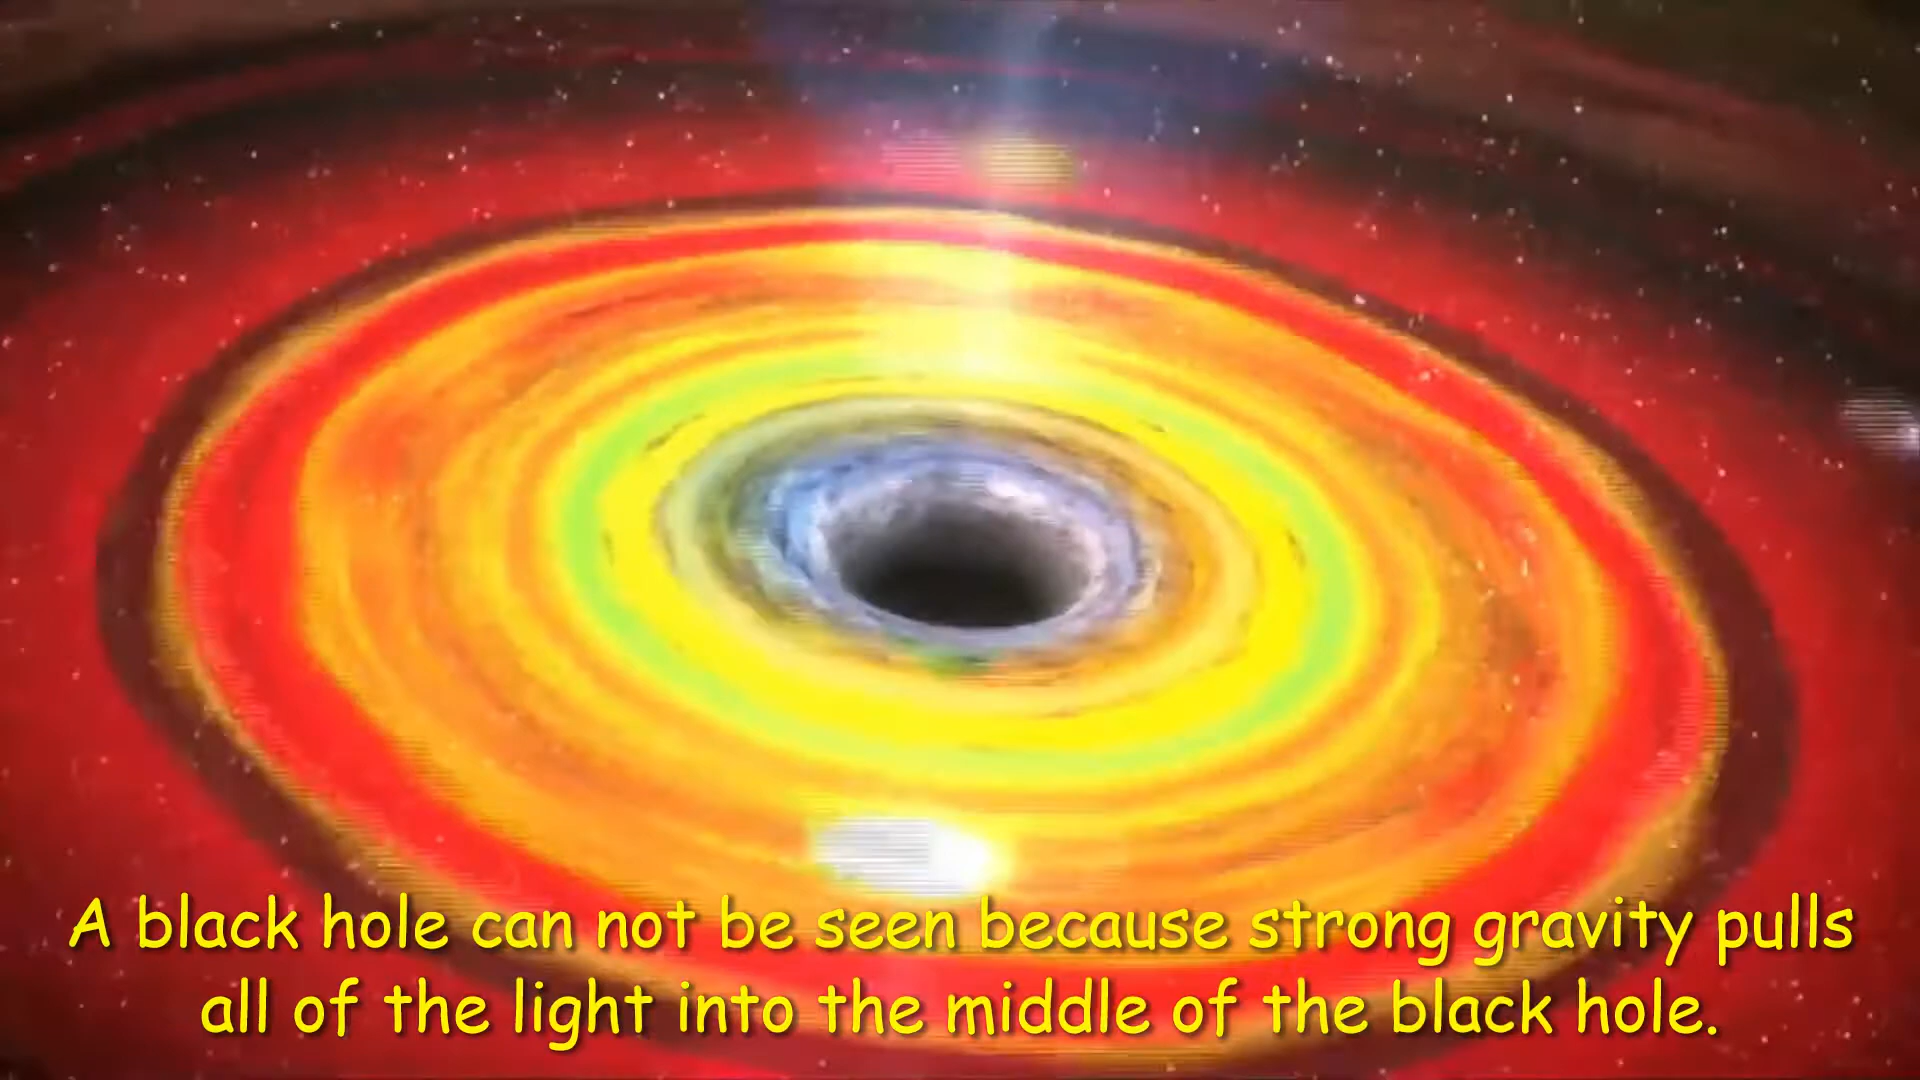 A black hole can not be seen because strong gravity pulls
all of the light into the middle of the black hole.